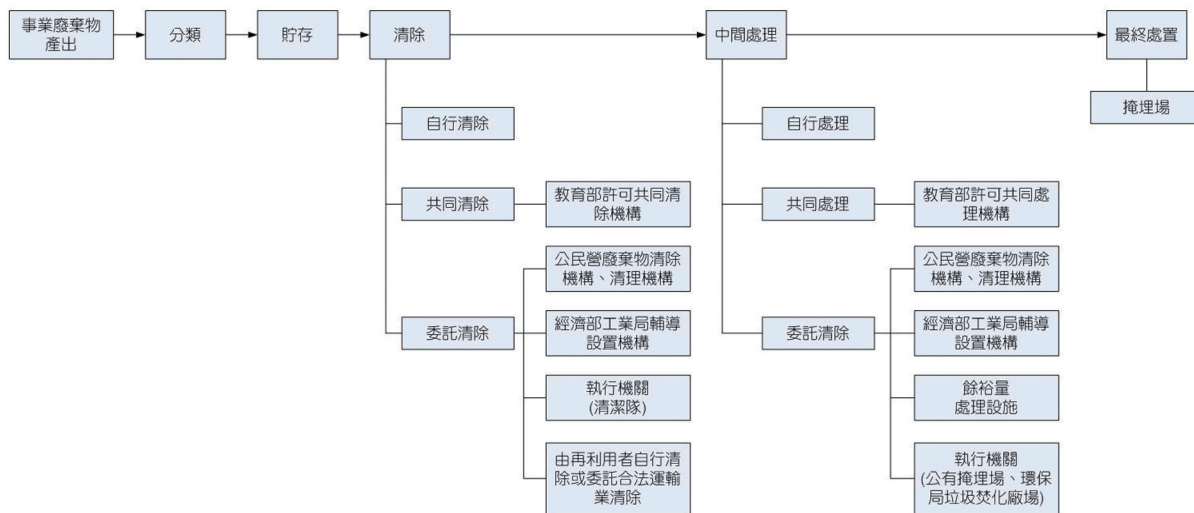 事業廢棄物
產出
分類
貯存
清除
中間處理
最終處置
掩埋場
自行清除
共同清除
教育部許可共同清
除機構
委託清除
公民營廢棄物清除
機構、清理機構
經濟部工業局輔導
設置機構
執行機關
(清潔隊)
由再利用者自行清
除或委託合法運輸
業清除
自行處理
共同處理
教育部許可共同處
理機構
委託清除
公民營廢棄物清除
機構、清理機構
經濟部工業局輔導
設置機構
餘裕量
處理設施
執行機關
(公有掩埋場、環保
局垃圾焚化廠場)